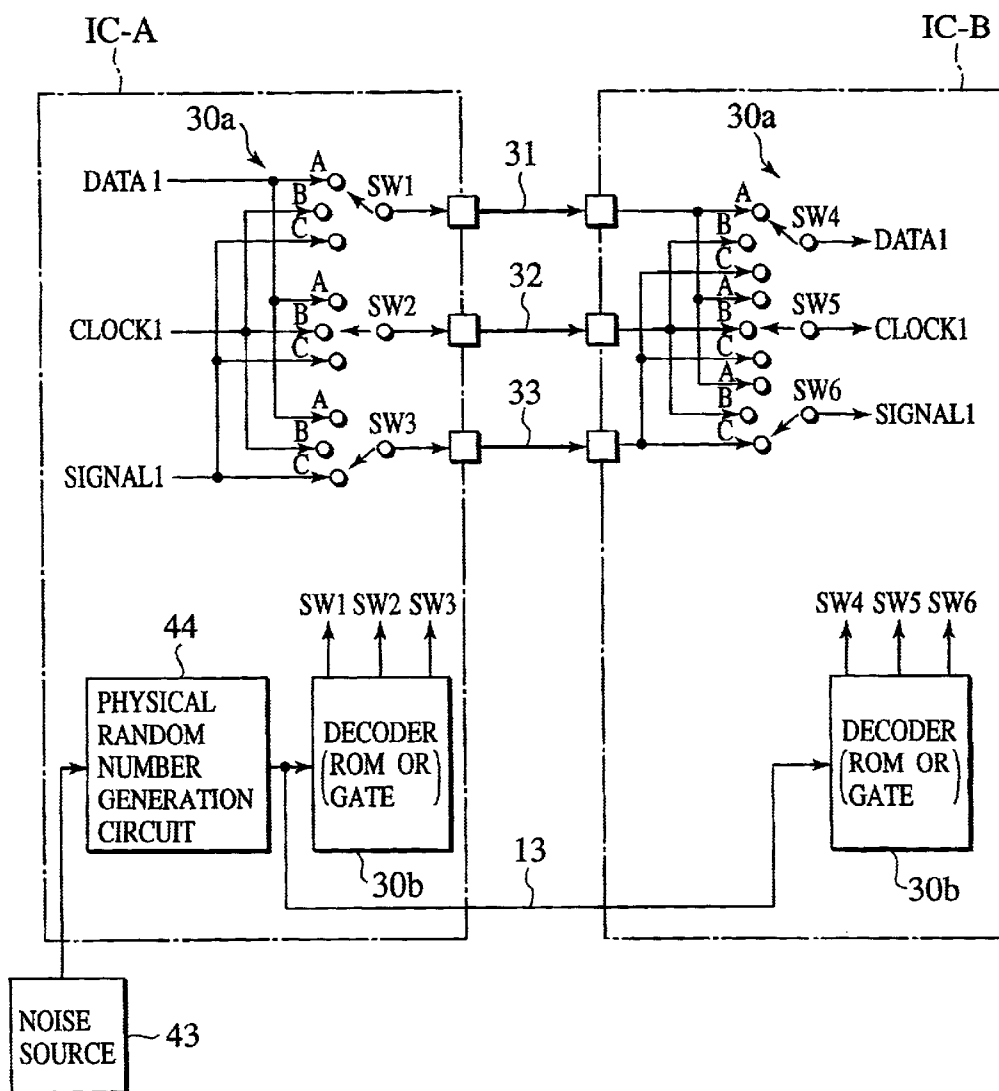 IC-A
IC-B
30a
30a
31
A
A
DATA 1
SW1
B
SW4
B
DATA1
C
C
32
A
A
CLOCK1
B
SW2
B
SW5
CLOCK1
C
C
33
A
A
B
SW3
B
SW6
SIGNAL1
C
C
SIGNAL1
SW1 SW2 SW3
SW4 SW5 SW6
44
PHYSICAL
RANDOM
NUMBER
GENERATION
CIRCUIT
DECODER
(ROM OR
GATE)
30b
13
DECODER
(ROM OR
GATE)
30b
NOISE
SOURCE
43